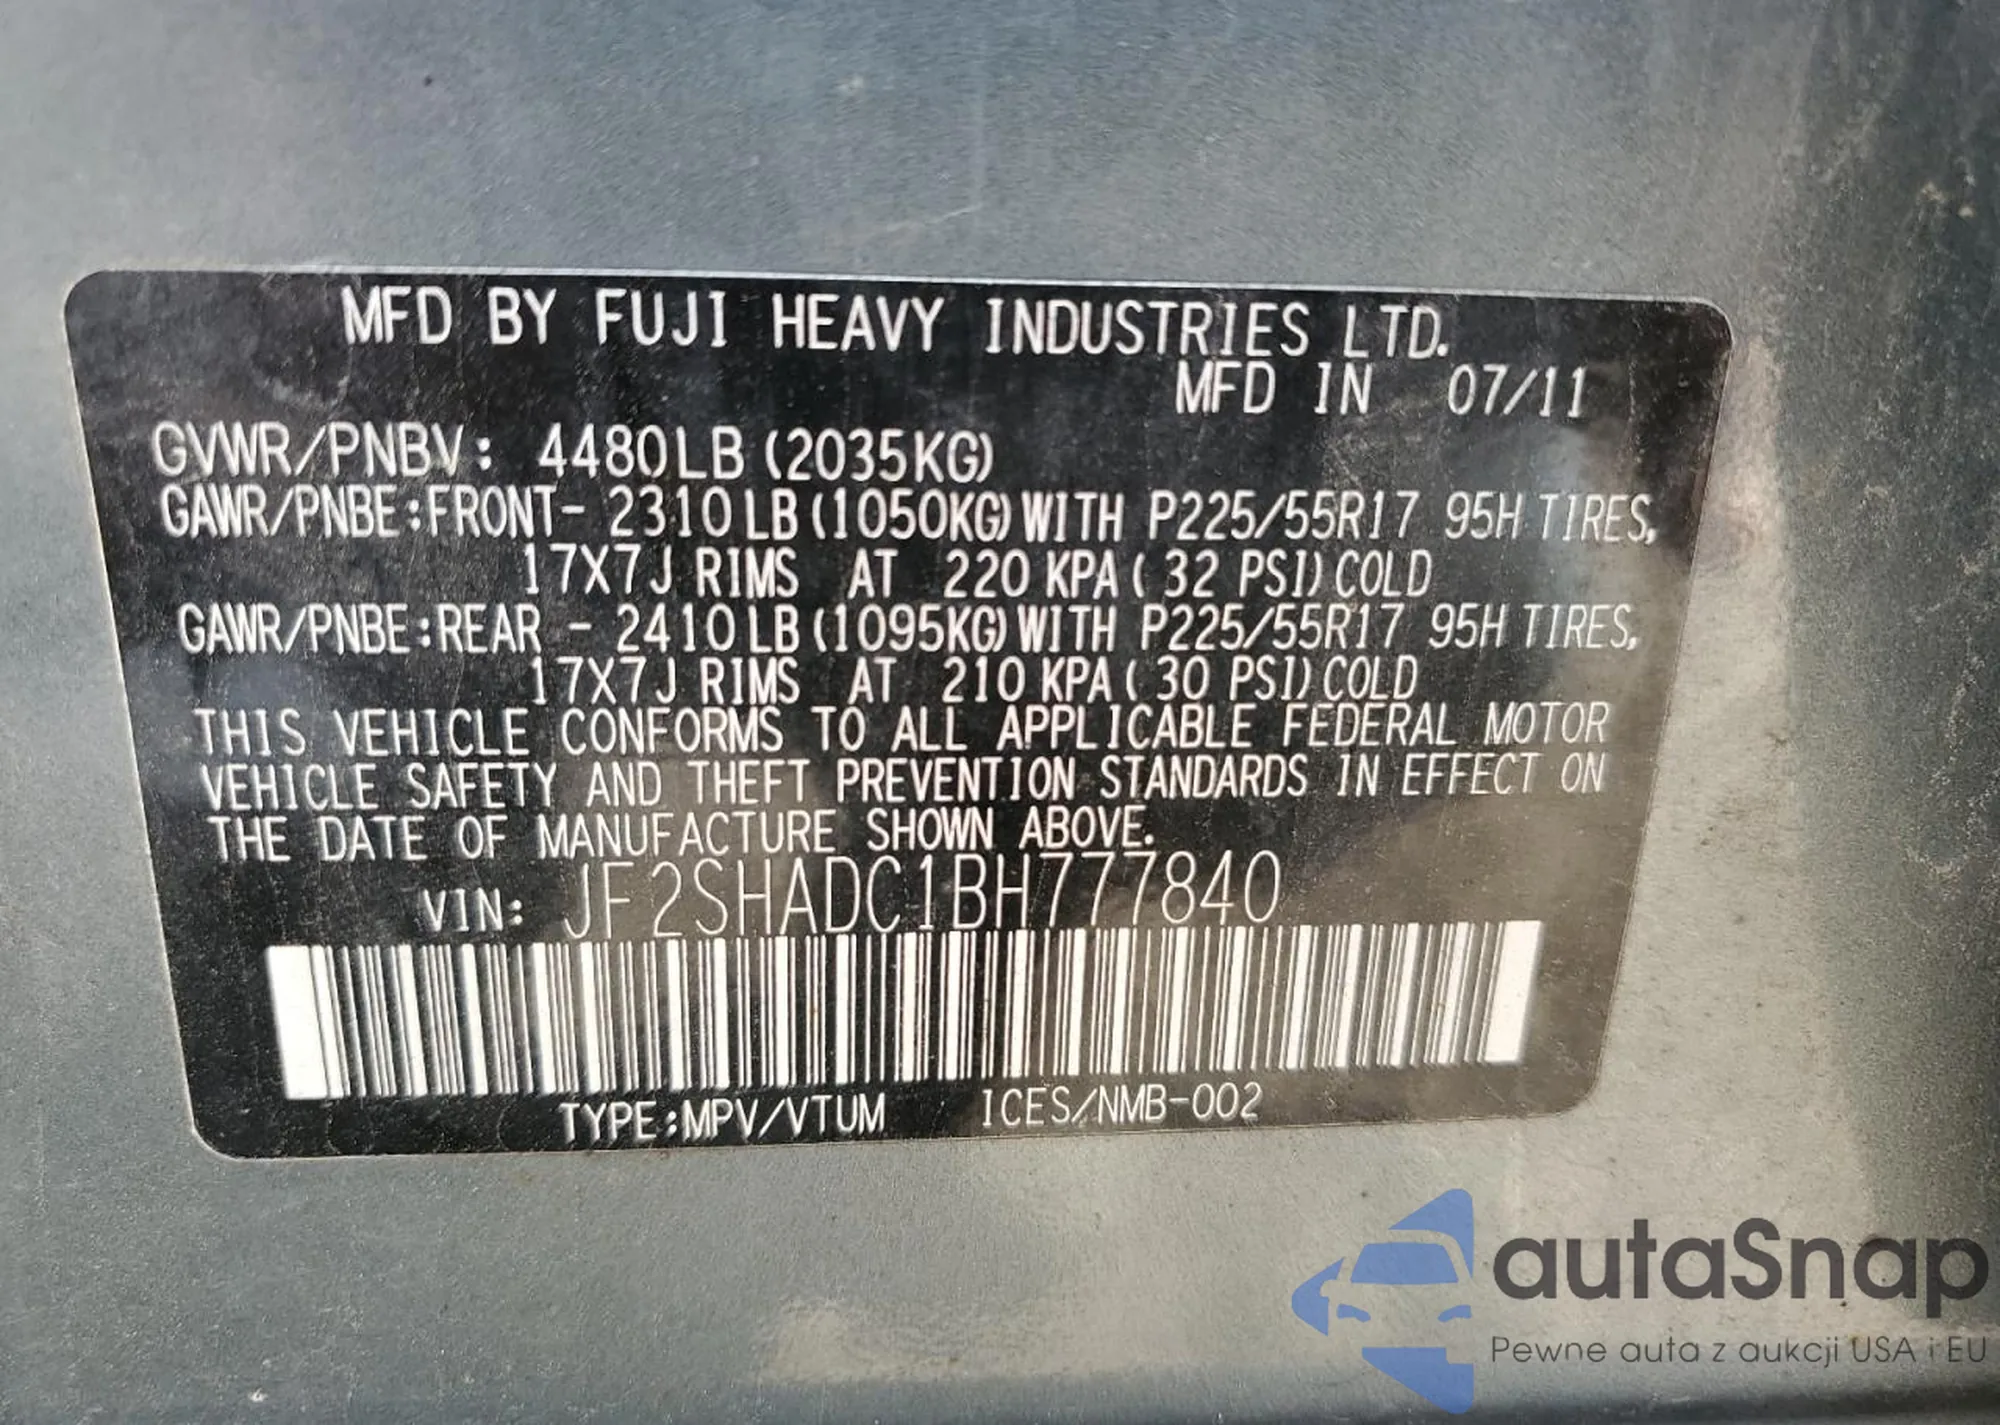 MFD BY FUJI HEAVY INDUSTRIES LTD.
MFD IN 07/11
GVWR/PNBV: 4480LB (2035KG)
GAWR/PNBE:FRONT- 2310LB (1050KG) WITH P225/55R17 95H TIRES,
17X7J RIMS AT 220 KPA ( 32 PSI) COLD
GAWR/PNBE:REAR - 2410LB (1095KG) WITH P225/55R17 95H TIRES,
17X7J RIMS AT 210 KPA ( 30 PSI) COLD
THIS VEHICLE CONFORMS TO ALL APPLICABLE FEDERAL MOTOR
VEHICLE SAFETY AND THEFT PREVENTION STANDARDS IN EFFECT ON
THE DATE OF MANUFACTURE SHOWN ABOVE.
VIN: JF2SHADC1BH777840
TYPE:MPV/VTUM ICES/NMB-002
autaSnap
Pewne auta z aukcji USA i EU